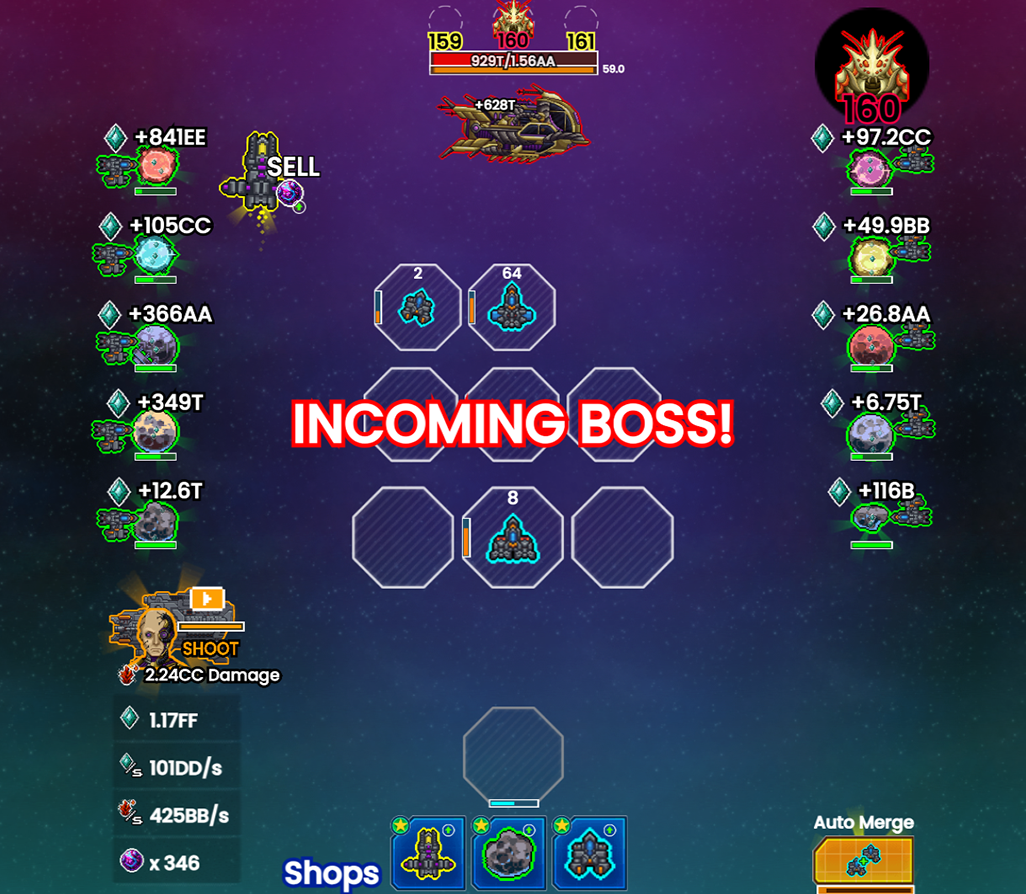 159
160
161
929T/1.56AA
59.0
+628T
160
+841EE
SELL
+97.2CC
+105CC
+49.9BB
2
64
+366AA
+26.8AA
+349T
+6.75T
INCOMING BOSS!
+12.6T
8
+116B
SHOOT
2.24CC Damage
1.17FF
s 101DD/s
s 425BB/s
x 346
Shops
Auto Merge